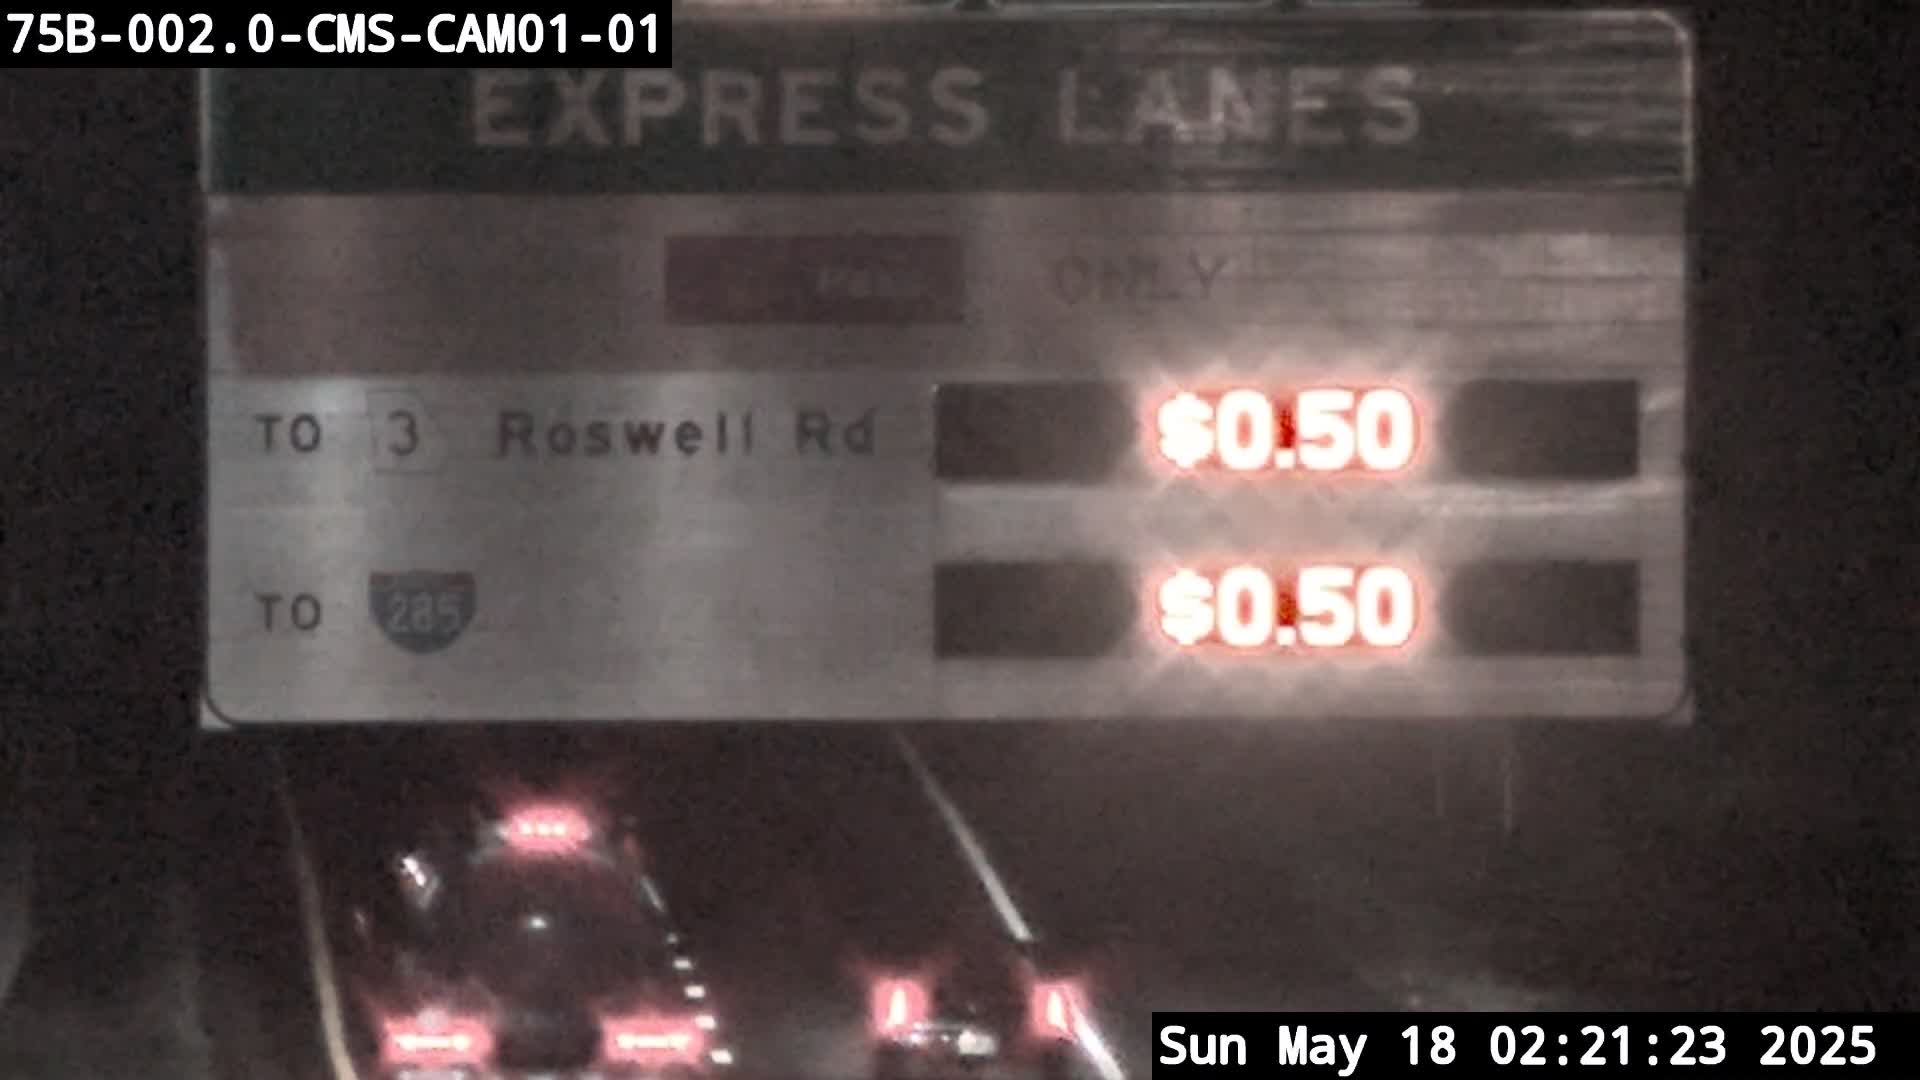 75B-002.0-CMS-CAM01-01
EXPRESS LANES
ONLY
TO 3 Roswell Rd $0.50
TO 285 $0.50
Sun May 18 02:21:23 2025